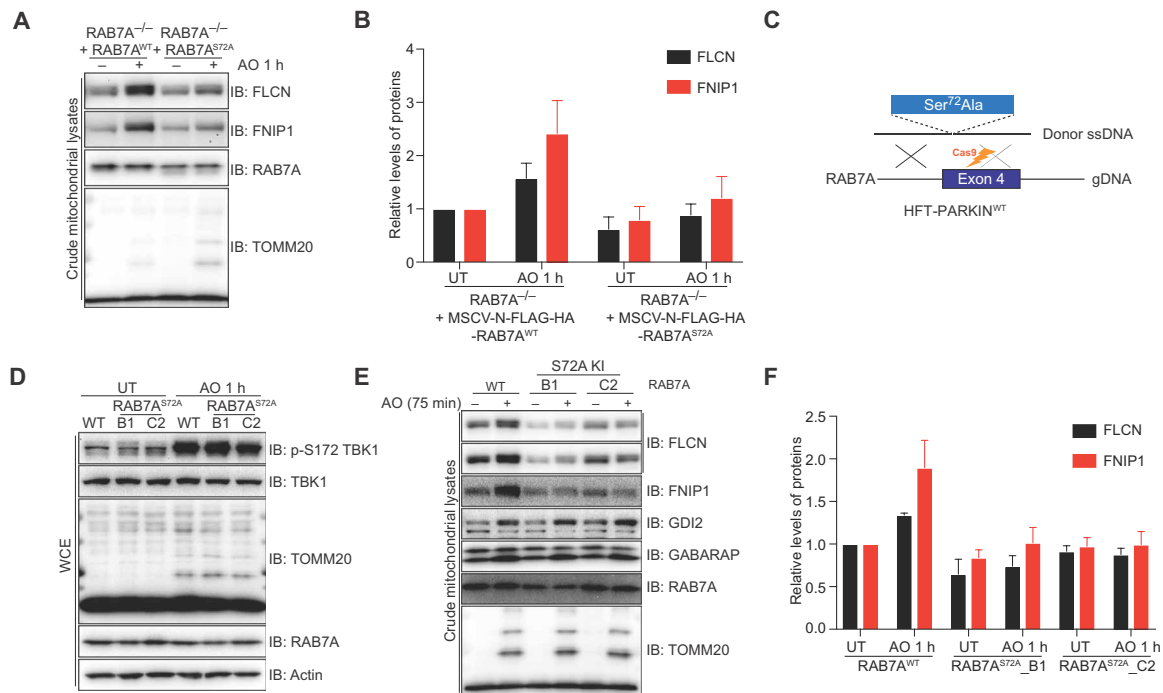 A
RAB7A–/– RAB7A–/–
+ RAB7AWT + RAB7AS72A
AO 1 h
– + – +
IB: FLCN
IB: FNIP1
IB: RAB7A
IB: TOMM20
Crude mitochondrial lysates
B
Relative levels of proteins
4
3
2
1
0
FLCN
FNIP1
UT AO 1 h UT AO 1 h
RAB7A–/– RAB7A–/–
+ MSCV-N-FLAG-HA + MSCV-N-FLAG-HA
-RAB7AWT -RAB7AS72A
C
Ser72Ala
Donor ssDNA
Cas9
RAB7A Exon 4 gDNA
HFT-PARKINWT
D
UT AO 1 h
RAB7AS72A RAB7AS72A
WT B1 C2 WT B1 C2
IB: p-S172 TBK1
IB: TBK1
IB: TOMM20
IB: RAB7A
IB: Actin
WCE
E
S72A KI
WT B1 C2 RAB7A
AO (75 min) – + – + – +
IB: FLCN
IB: FNIP1
IB: GDI2
IB: GABARAP
IB: RAB7A
IB: TOMM20
Crude mitochondrial lysates
F
Relative levels of proteins
2.5
2.0
1.5
1.0
0.5
0.0
FLCN
FNIP1
UT AO 1 h UT AO 1 h UT AO 1 h
RAB7AWT RAB7AS72A_B1 RAB7AS72A_C2